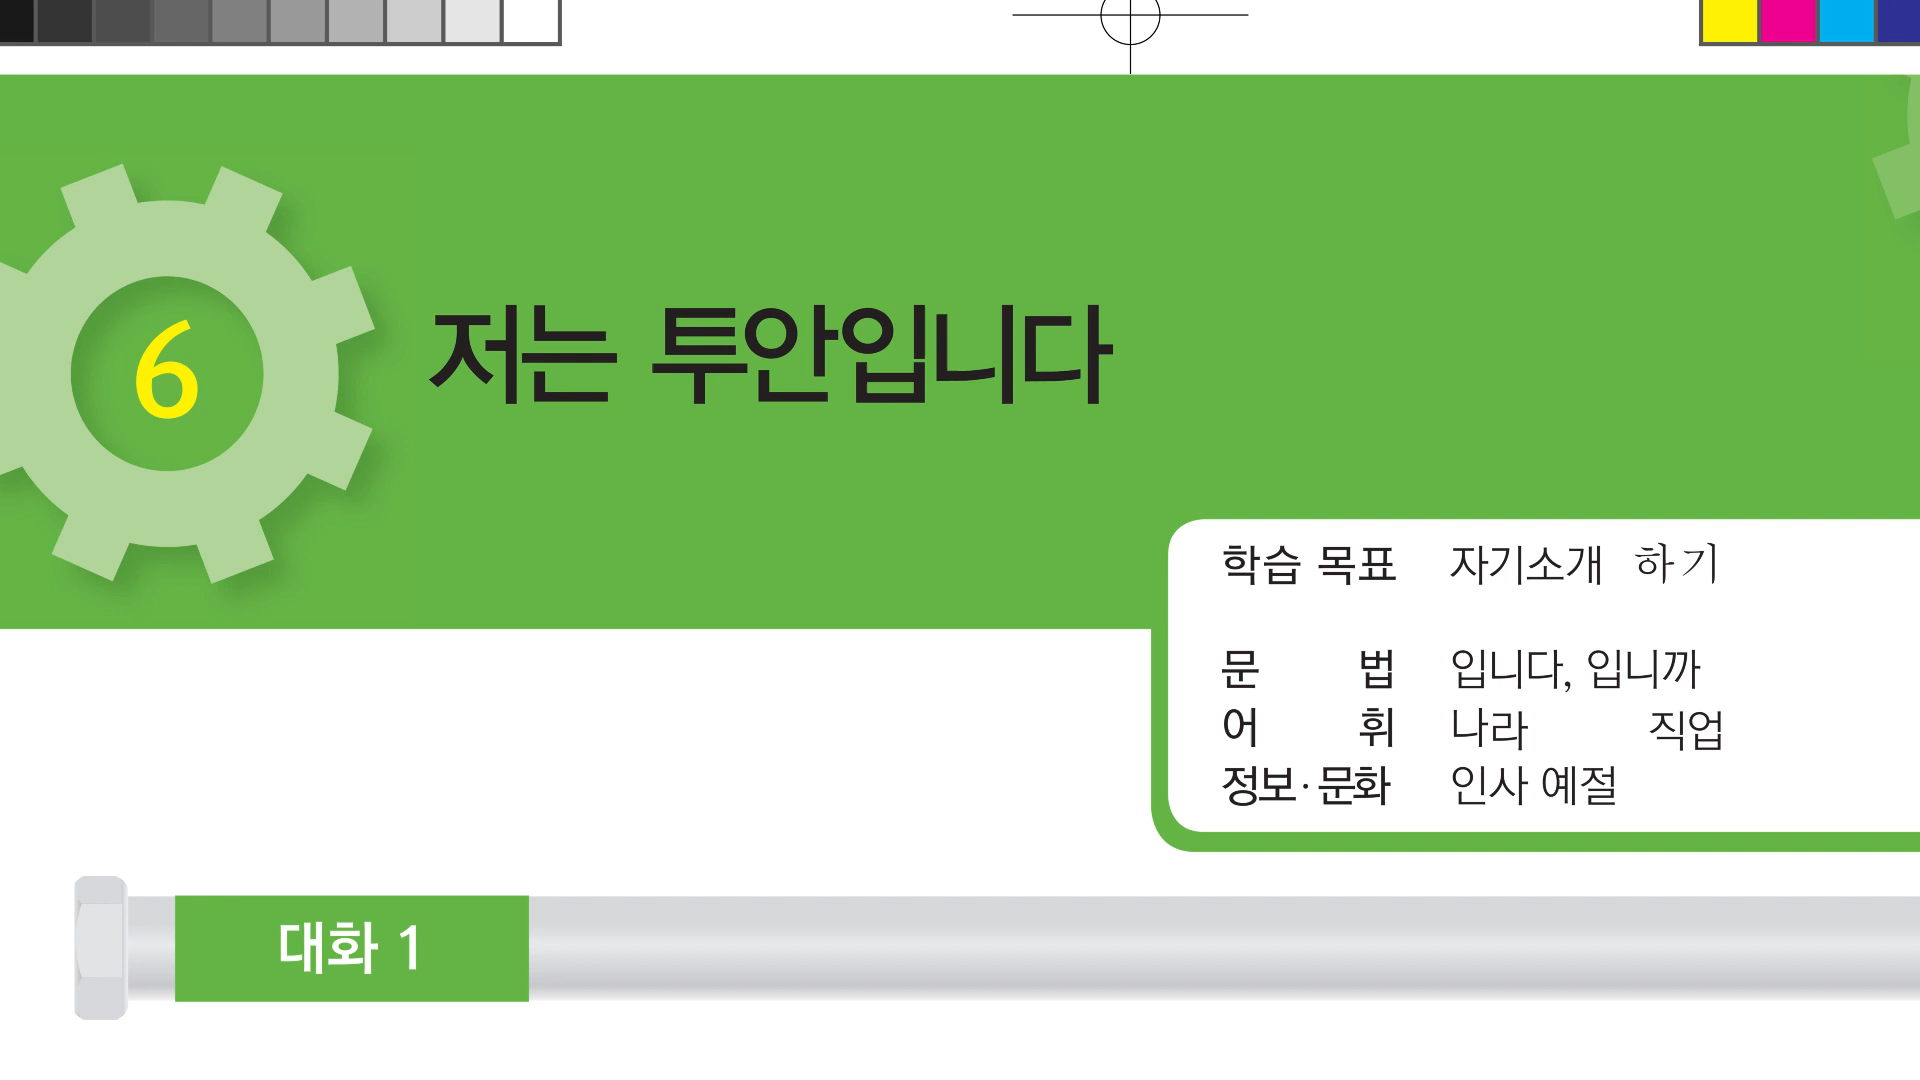 6
저는 투안입니다
학습 목표 자기소개 하기
문 법 입니다, 입니까
어 휘 나라 직업
정보·문화 인사 예절
대화 1